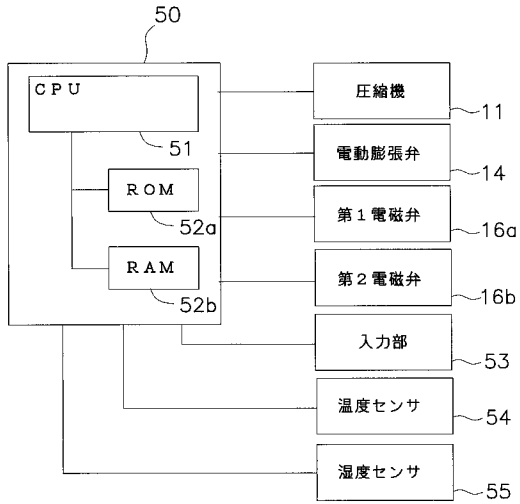 50
CPU
51
ROM
52a
RAM
52b
圧縮機
11
電動膨張弁
14
第1電磁弁
16a
第2電磁弁
16b
入力部
53
温度センサ
54
湿度センサ
55